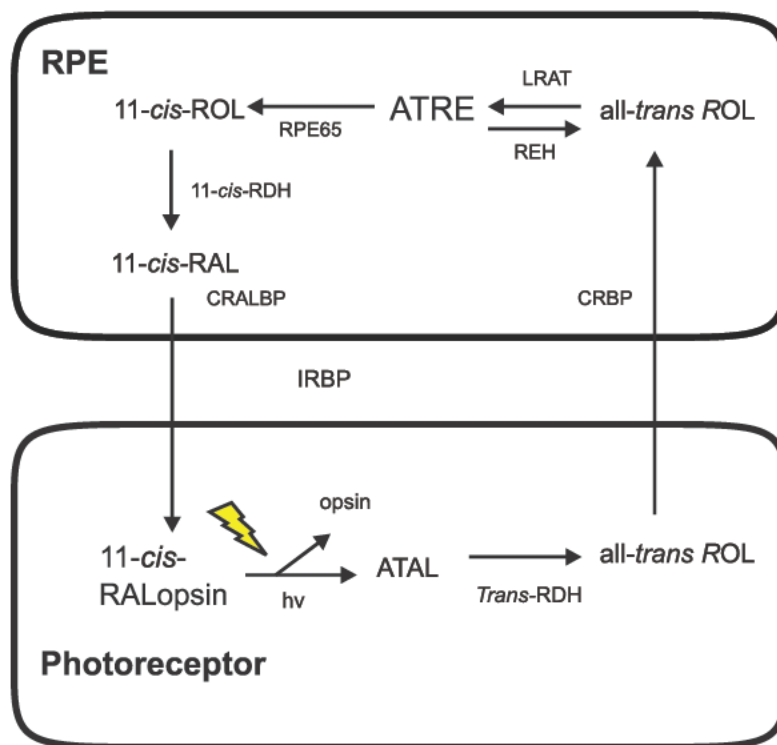 RPE
LRAT
11-cis-ROL
ATRE
all-trans ROL
RPE65
REH
11-cis-RDH
11-cis-RAL
CRALBP
CRBP
IRBP
opsin
11-cis-
RALopsin
ATAL
all-trans ROL
hv
Trans-RDH
Photoreceptor